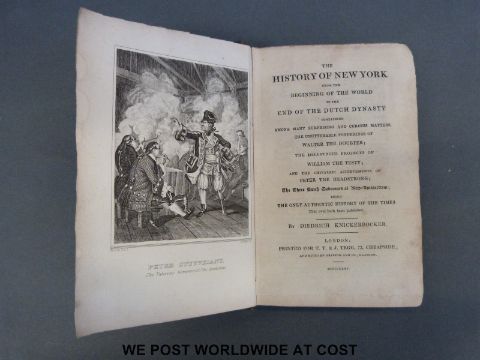 PETER STUYVESANT,
THE
HISTORY OF NEW YORK
FROM THE
BEGINNING OF THE WORLD
TO THE
END OF THE DUTCH DYNASTY
CONTAINING
AMONG MANY SURPRISING AND CURIOUS MATTERS
THE UNUTTERABLE PONDERINGS OF
WALTER THE DOUBTER;
THE DISASTROUS PROJECTS OF
WILLIAM THE TESTY;
AND THE CHIVALRIC ACHIEVEMENTS OF
PETER THE HEADSTRONG;
The Three Dutch Governors of New-Amsterdam;
BEING
THE ONLY AUTHENTIC HISTORY OF THE TIMES
That ever hath been published.
BY DIEDRICH KNICKERBOCKER.
LONDON:
PRINTED FOR T. T. & J. TEGG, 73, CHEAPSIDE;
WE POST WORLDWIDE AT COST